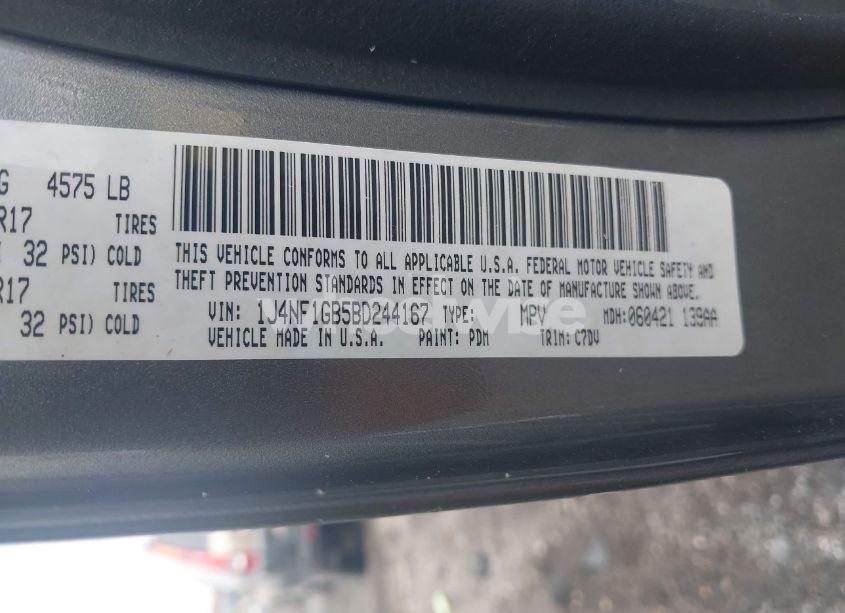 G 4575 LB
R17 TIRES
32 PSI) COLD
R17 TIRES
32 PSI) COLD
THIS VEHICLE CONFORMS TO ALL APPLICABLE U.S.A. FEDERAL MOTOR VEHICLE SAFETY AND
THEFT PREVENTION STANDARDS IN EFFECT ON THE DATE OF MANUFACTURE SHOWN ABOVE.
VIN: 1J4NF1GB5BD244167 TYPE: MPV MDH:060421 139AA
VEHICLE MADE IN U.S.A. PAINT: PDM TRIM: C7DV